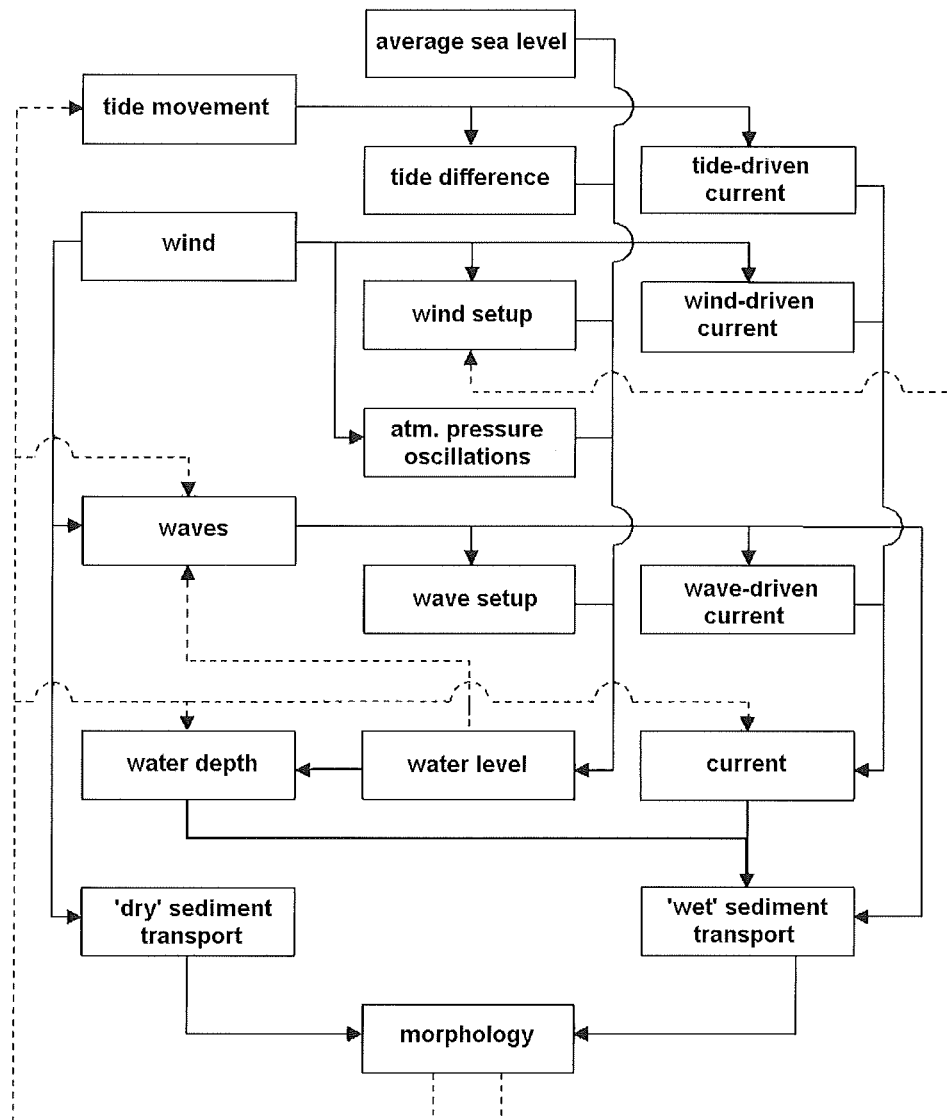 average sea level
tide movement
tide difference
tide-driven
current
wind
wind setup
wind-driven
current
atm. pressure
oscillations
waves
wave setup
wave-driven
current
water depth
water level
current
'dry' sediment
transport
'wet' sediment
transport
morphology